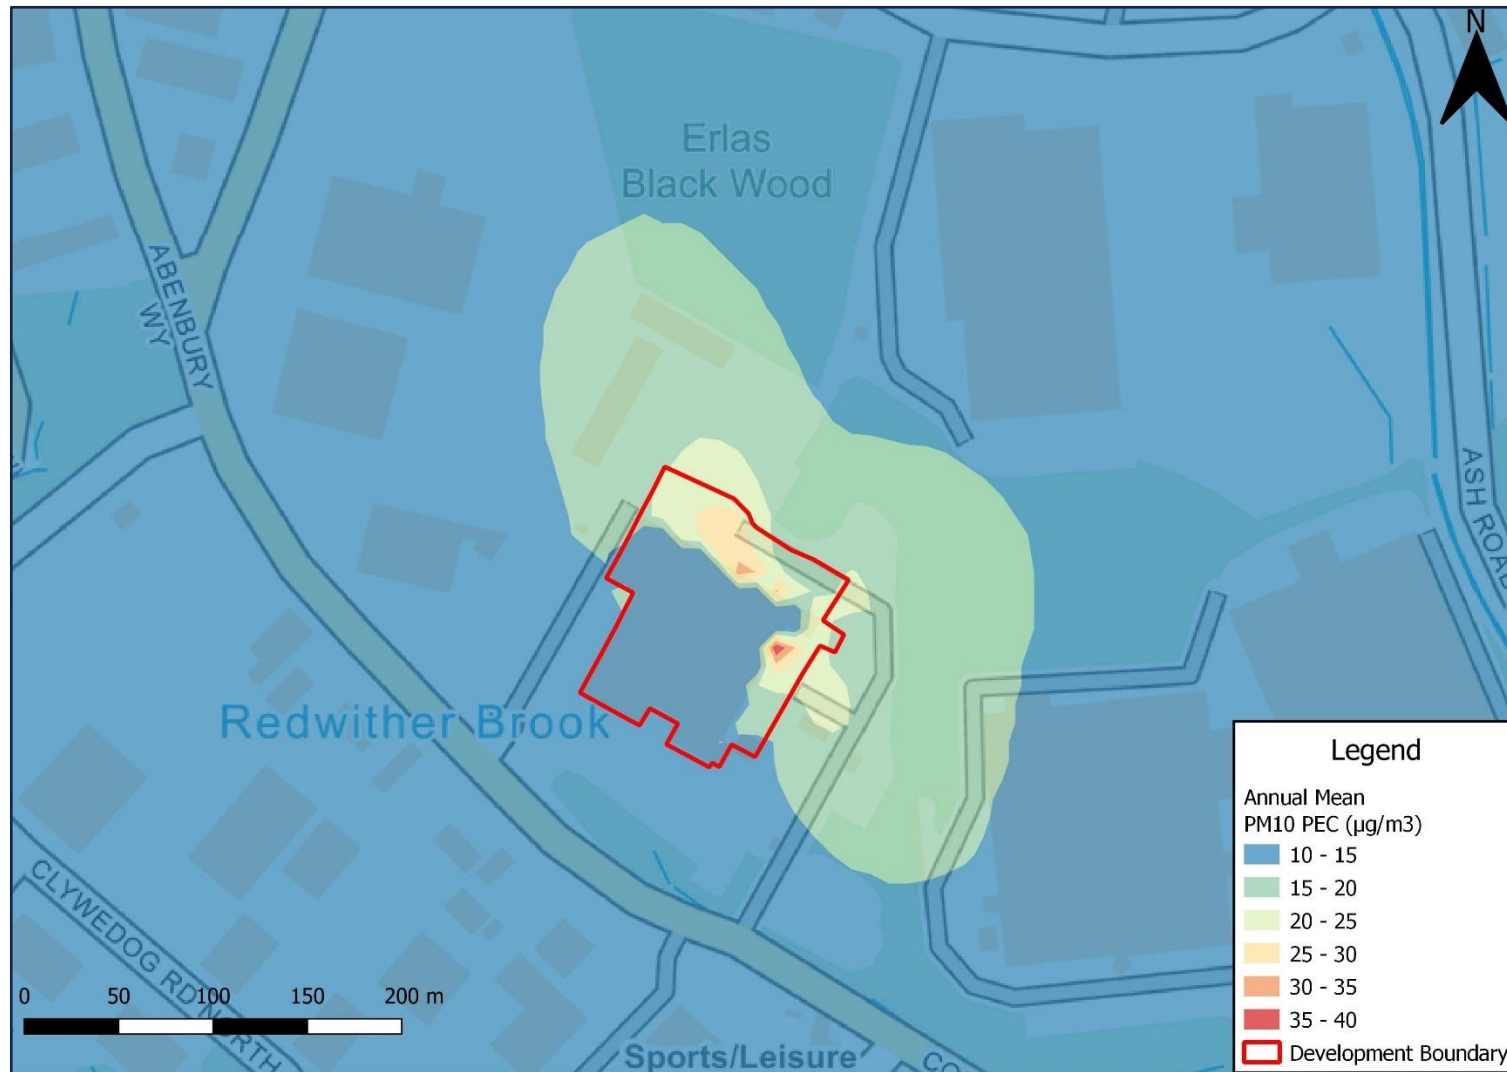 N
Erlas
Black Wood
ABENBURY
WY
ASH ROAD
Redwither Brook
CLYWEDOG RD NORTH
Sports/Leisure
0 50 100 150 200 m
Legend
Annual Mean
PM10 PEC (µg/m3)
10 - 15
15 - 20
20 - 25
25 - 30
30 - 35
35 - 40
Development Boundary